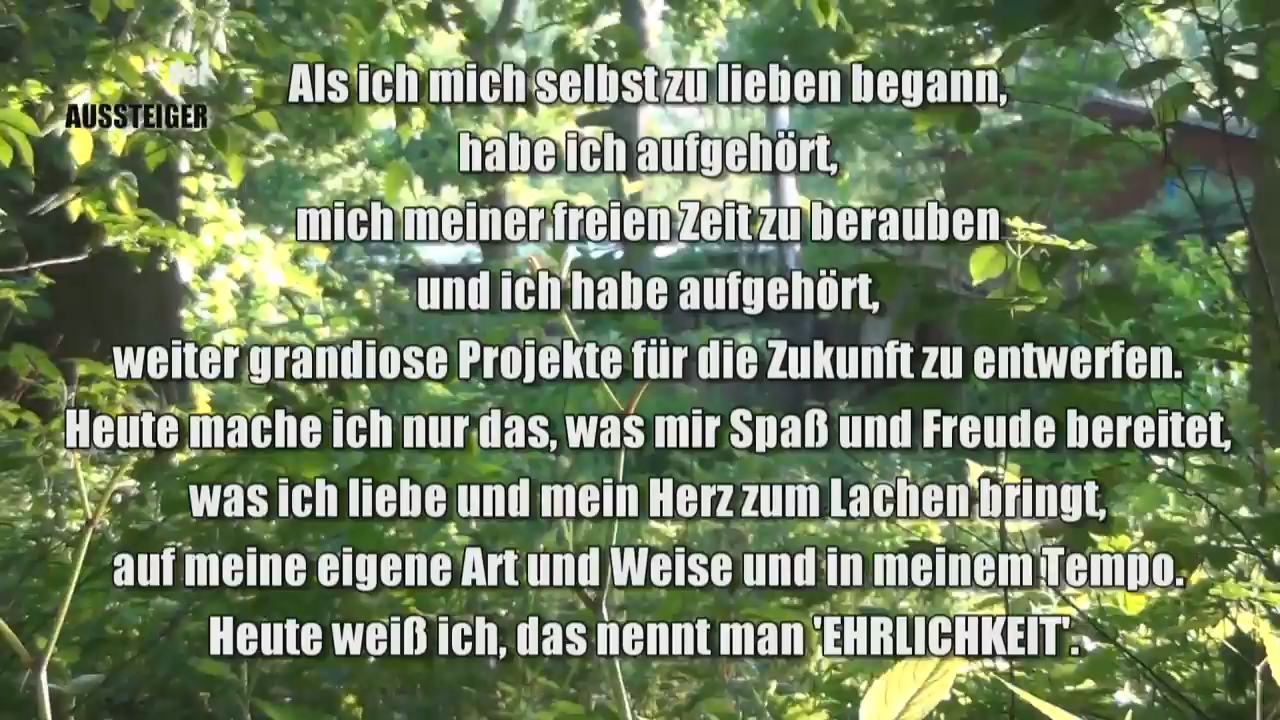 der
AUSSTEIGER
Als ich mich selbst zu lieben begann,
habe ich aufgehört,
mich meiner freien Zeit zu berauben
und ich habe aufgehört,
weiter grandiose Projekte für die Zukunft zu entwerfen.
Heute mache ich nur das, was mir Spaß und Freude bereitet,
was ich liebe und mein Herz zum Lachen bringt,
auf meine eigene Art und Weise und in meinem Tempo.
Heute weiß ich, das nennt man 'EHRLICHKEIT'.